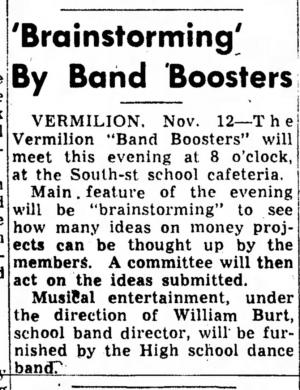 'Brainstorming'
By Band Boosters
VERMILION, Nov. 12—The
Vermilion "Band Boosters" will
meet this evening at 8 o'clock,
at the South-st school cafeteria.
Main feature of the evening
will be "brainstorming" to see
how many ideas on money proj-
ects can be thought up by the
members. A committee will then
act on the ideas submitted.
Musical entertainment, under
the direction of William Burt,
school band director, will be fur-
nished by the High school dance
band.